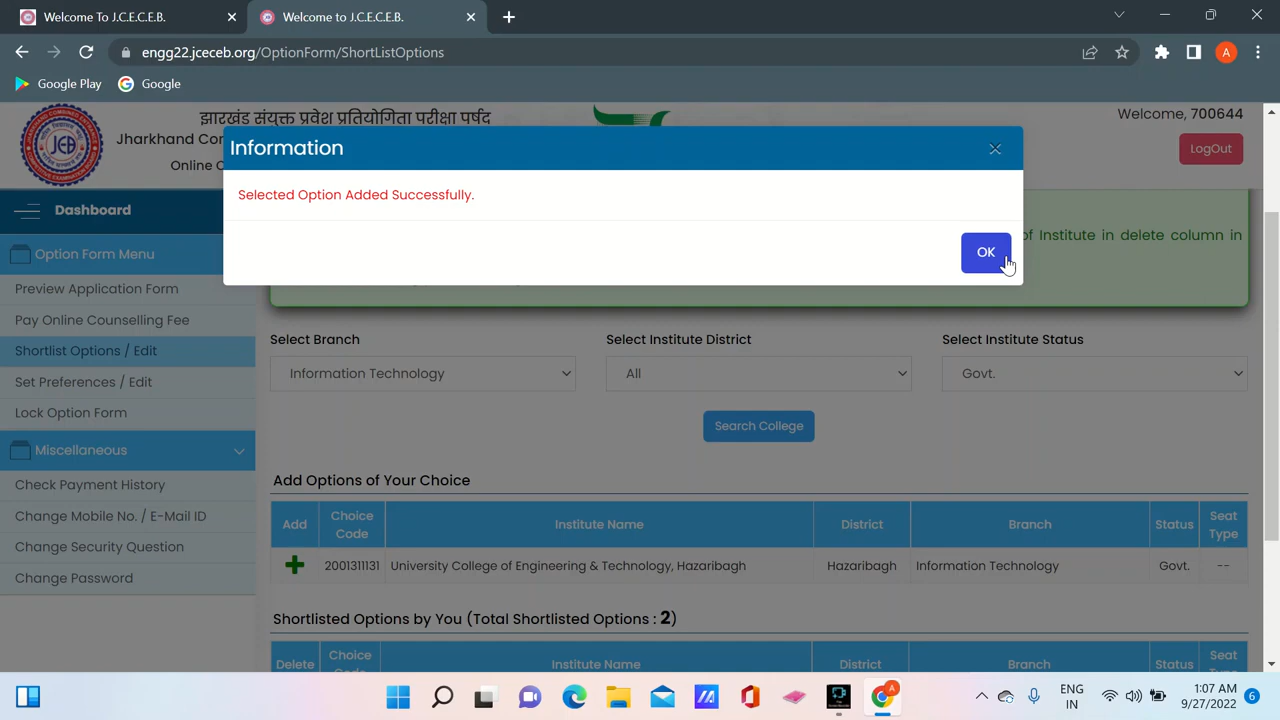 Welcome To J.C.E.C.E.B.
Welcome to J.C.E.C.E.B.
engg22.jceceb.org/OptionForm/ShortListOptions
A
Google Play
Google
झारखंड संयुक्त प्रवेश प्रतियोगिता परीक्षा पर्षद
Welcome, 700644
Jharkhand Co
Online C
LogOut
Information
Selected Option Added Successfully.
OK
of Institute in delete column in
Dashboard
Option Form Menu
Preview Application Form
Pay Online Counselling Fee
Shortlist Options / Edit
Set Preferences / Edit
Lock Option Form
Miscellaneous
Check Payment History
Change Mobile No. / E-Mail ID
Change Security Question
Change Password
Select Branch
Select Institute District
Select Institute Status
Information Technology
All
Govt.
Search College
Add Options of Your Choice
Add
Choice Code
Institute Name
District
Branch
Status
Seat Type
2001311131
University College of Engineering & Technology, Hazaribagh
Hazaribagh
Information Technology
Govt.
--
Shortlisted Options by You (Total Shortlisted Options : 2)
Delete
Choice
Institute Name
District
Branch
Status
Seat
Type
A
ENG
IN
1:07 AM
9/27/2022
6